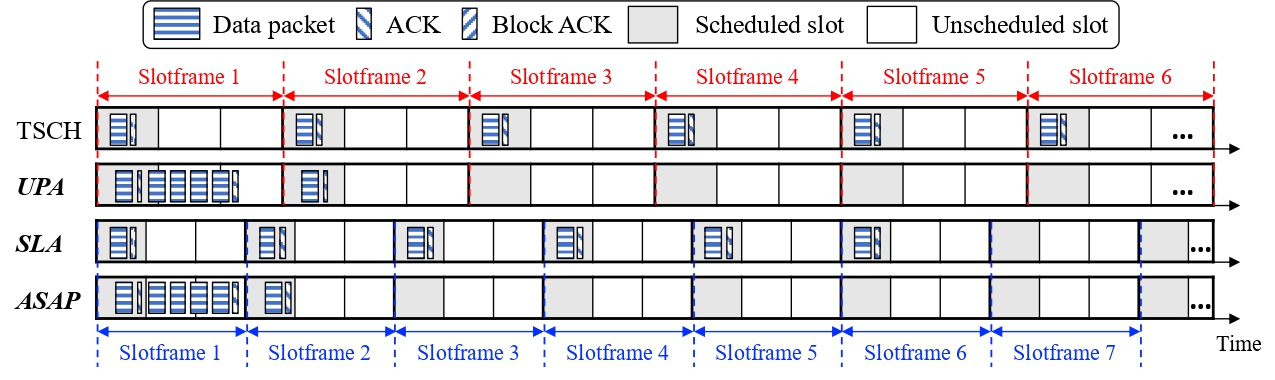 Data packet ACK Block ACK Scheduled slot Unscheduled slot
Slotframe 1 Slotframe 2 Slotframe 3 Slotframe 4 Slotframe 5 Slotframe 6
TSCH ...
UPA ...
SLA ...
ASAP ...
Slotframe 1 Slotframe 2 Slotframe 3 Slotframe 4 Slotframe 5 Slotframe 6 Slotframe 7 Time